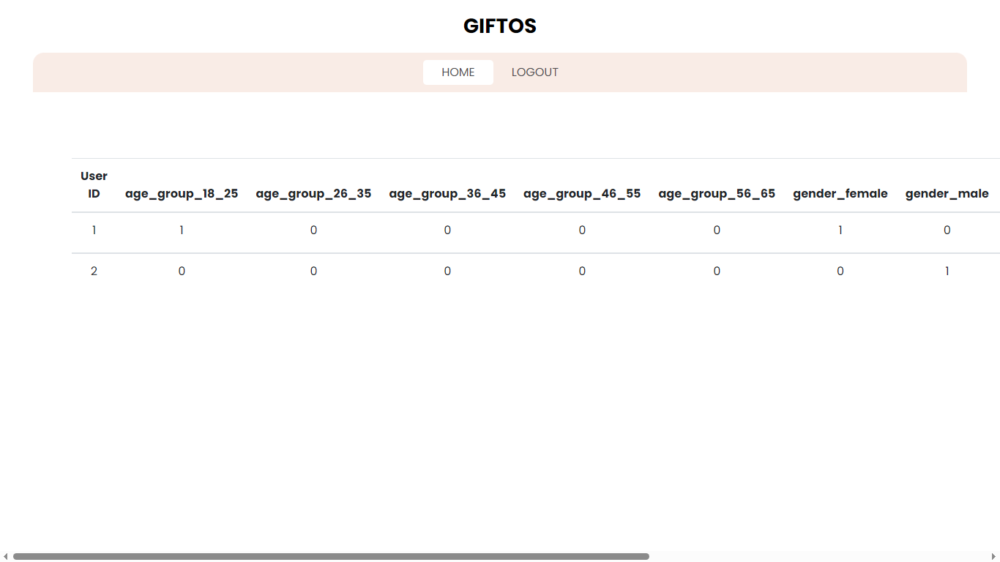 GIFTOS
HOME LOGOUT
User
ID age_group_18_25 age_group_26_35 age_group_36_45 age_group_46_55 age_group_56_65 gender_female gender_male
1 1 0 0 0 0 1 0
2 0 0 0 0 0 0 1